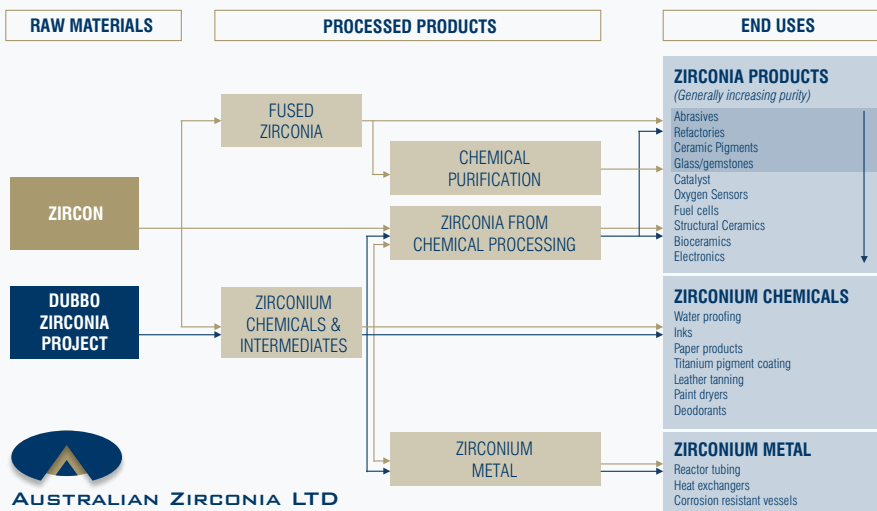 RAW MATERIALS
PROCESSED PRODUCTS
END USES
ZIRCON
DUBBO
ZIRCONIA
PROJECT
FUSED
ZIRCONIA
CHEMICAL
PURIFICATION
ZIRCONIA FROM
CHEMICAL PROCESSING
ZIRCONIUM
CHEMICALS &
INTERMEDIATES
ZIRCONIUM
METAL
ZIRCONIA PRODUCTS
(Generally increasing purity)
Abrasives
Refactories
Ceramic Pigments
Glass/gemstones
Catalyst
Oxygen Sensors
Fuel cells
Structural Ceramics
Bioceramics
Electronics
ZIRCONIUM CHEMICALS
Water proofing
Inks
Paper products
Titanium pigment coating
Leather tanning
Paint dryers
Deodorants
ZIRCONIUM METAL
Reactor tubing
Heat exchangers
Corrosion resistant vessels
AUSTRALIAN ZIRCONIA LTD